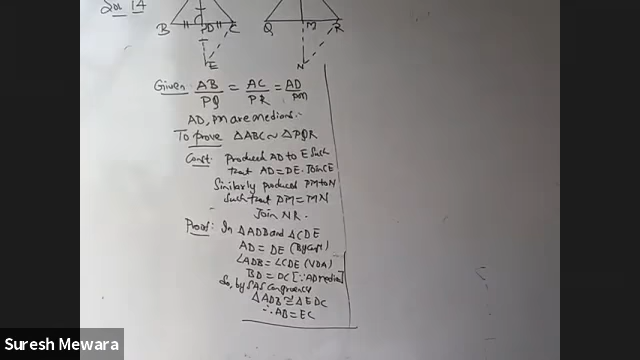 Sol 14
B D C Q M R
E N
Given: AB/PQ = AC/PR = AD/PM
AD, PM are medians.
To prove ΔABC ~ ΔPQR
Const: Produced AD to E such
that AD = DE. Join CE
Similarly produced PM to N
such that PM = MN
Join NR.
Proof: In ΔADB and ΔCDE
AD = DE (By const)
∠ADB = ∠CDE (VOA)
BD = DC [∵ AD median]
So, by SAS congruence
ΔADB ≅ ΔEDC
∴ AB = EC
Suresh Mewara